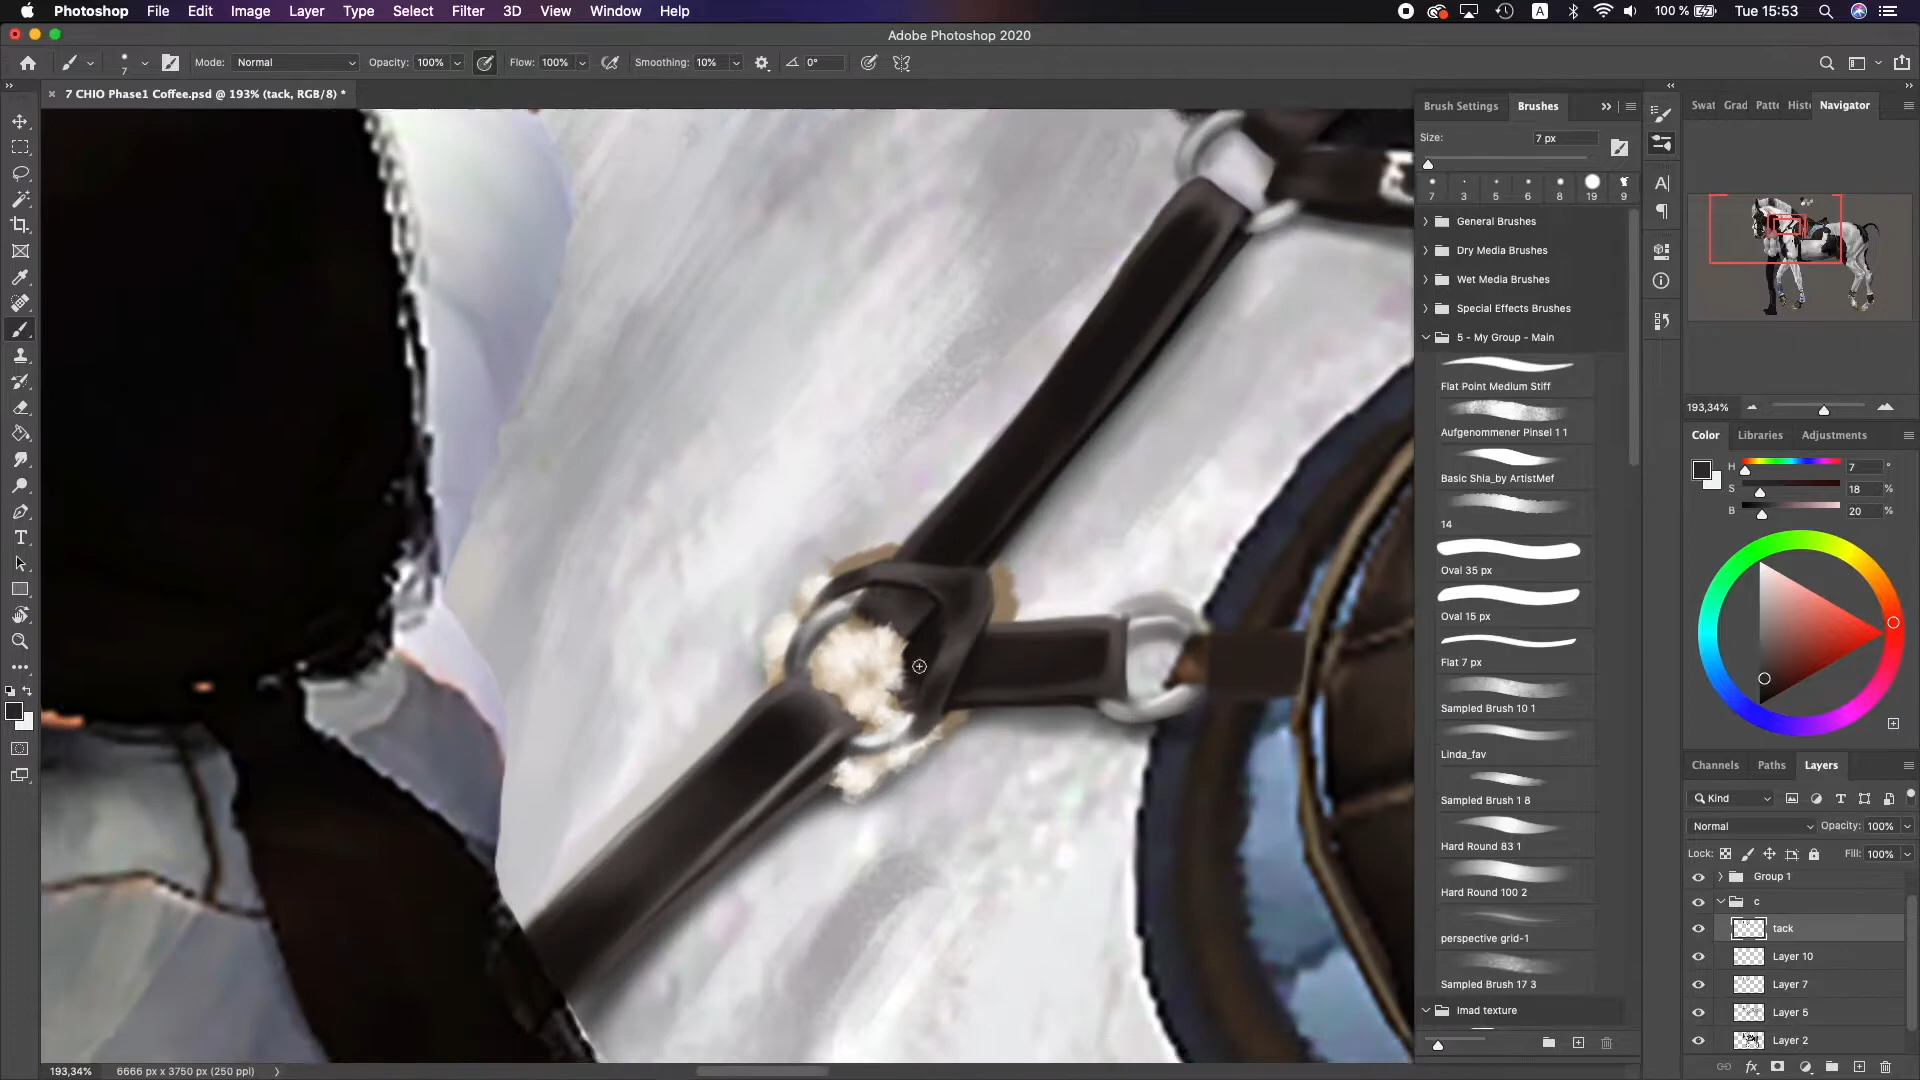 Photoshop File Edit Image Layer Type Select Filter 3D View Window Help
A 100 % Tue 15:53
Adobe Photoshop 2020
7 Mode: Normal Opacity: 100% Flow: 100% Smoothing: 10% 0°
× 7 CHIO Phase1 Coffee.psd @ 193% (tack, RGB/8) *
Brush Settings Brushes
Size: 7 px
7 3 5 6 8 19 9
General Brushes
Dry Media Brushes
Wet Media Brushes
Special Effects Brushes
5 - My Group - Main
Flat Point Medium Stiff
Aufgenommener Pinsel 1 1
Basic Shla_by ArtistMef
14
Oval 35 px
Oval 15 px
Flat 7 px
Sampled Brush 10 1
Linda_fav
Sampled Brush 1 8
Hard Round 83 1
Hard Round 100 2
perspective grid-1
Sampled Brush 17 3
Imad texture
Swat Grad Patte Histo Navigator
193,34%
Color Libraries Adjustments
H 7 °
S 18 %
B 20 %
Channels Paths Layers
Kind
Normal Opacity: 100%
Lock: Fill: 100%
Group 1
c
tack
Layer 10
Layer 7
Layer 5
Layer 2
193,34% 6666 px x 3750 px (250 ppi)